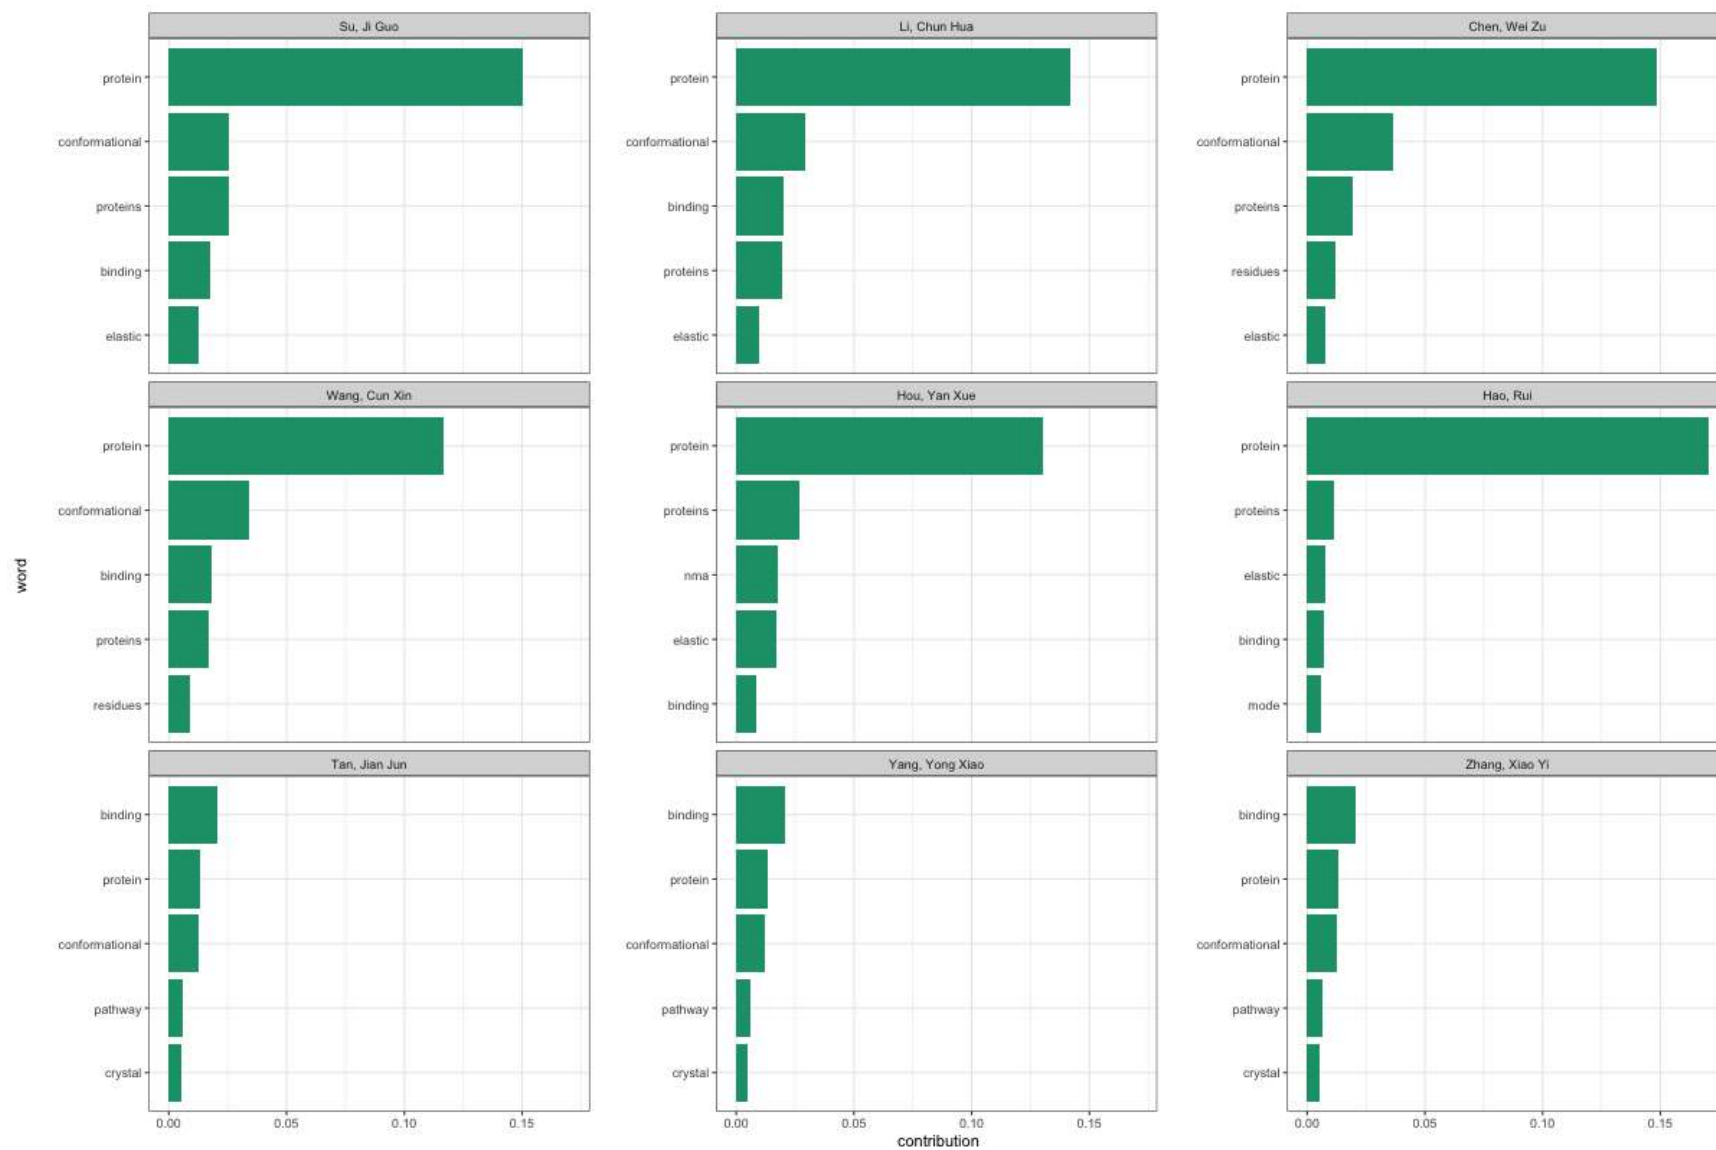 Su, Ji Guo
protein
conformational
proteins
binding
elastic
Li, Chun Hua
protein
conformational
binding
proteins
elastic
Chen, Wei Zu
protein
conformational
proteins
residues
elastic
Wang, Cun Xin
protein
conformational
binding
proteins
residues
Hou, Yan Xue
protein
proteins
nma
elastic
binding
Hao, Rui
protein
proteins
elastic
binding
mode
Tan, Jian Jun
binding
protein
conformational
pathway
crystal
0.00 0.05 0.10 0.15
Yang, Yong Xiao
binding
protein
conformational
pathway
crystal
0.00 0.05 0.10 0.15
Zhang, Xiao Yi
binding
protein
conformational
pathway
crystal
0.00 0.05 0.10 0.15
word
contribution